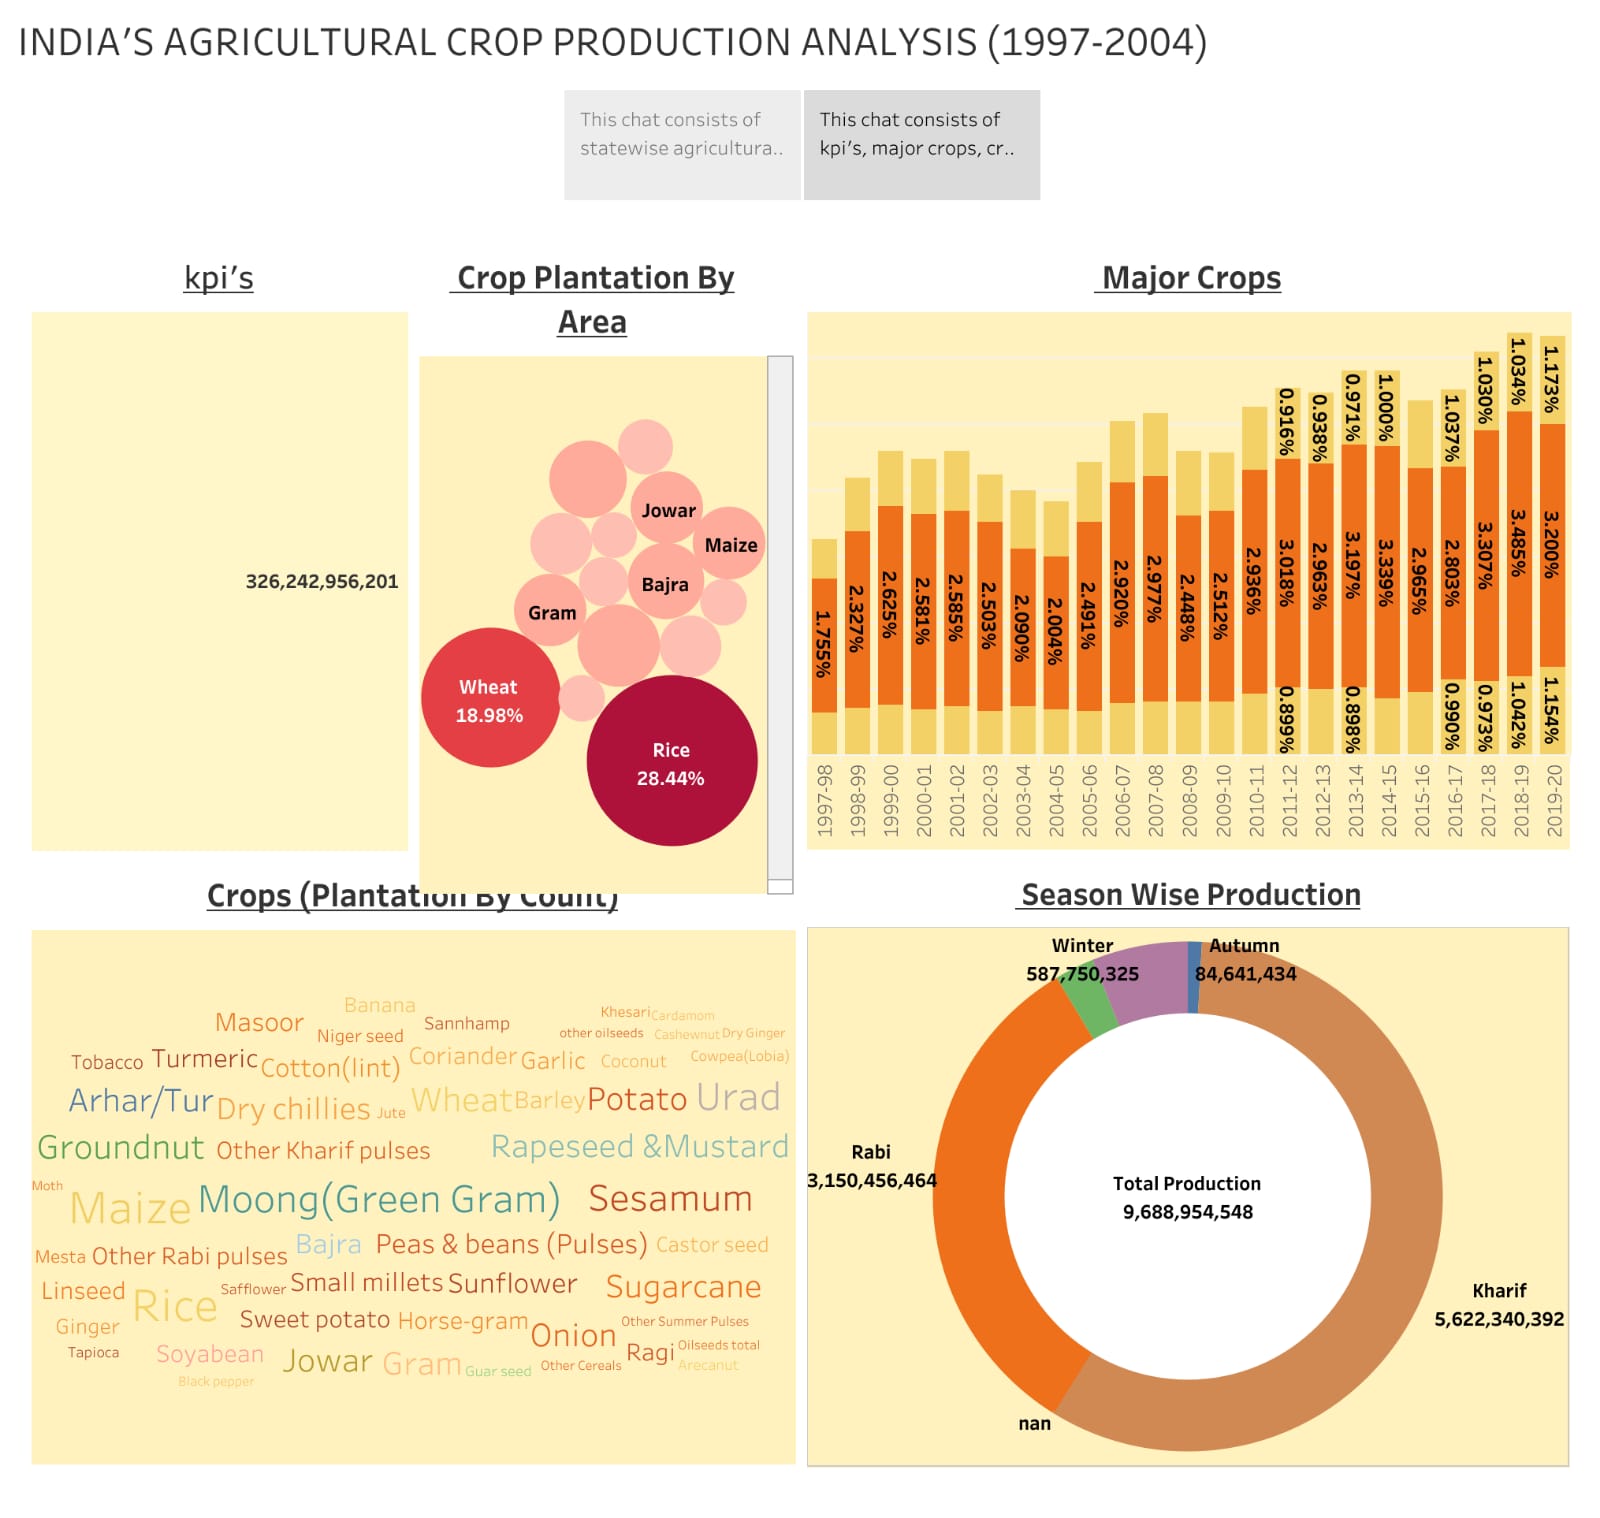 INDIA’S AGRICULTURAL CROP PRODUCTION ANALYSIS (1997-2004)
This chat consists of
statewise agricultura..
This chat consists of
kpi’s, major crops, cr..
kpi’s
326,242,956,201
Crop Plantation By
Area
Jowar
Maize
Bajra
Gram
Wheat
18.98%
Rice
28.44%
Major Crops
1.755%
2.327%
2.625%
2.581%
2.585%
2.503%
2.090%
2.004%
2.491%
2.920%
2.977%
2.448%
2.512%
2.936%
0.916%
3.018%
0.899%
0.938%
2.963%
0.971%
3.197%
0.898%
1.000%
3.339%
2.965%
1.037%
2.803%
0.990%
1.030%
3.307%
0.973%
1.034%
3.485%
1.042%
1.173%
3.200%
1.154%
1997-98
1998-99
1999-00
2000-01
2001-02
2002-03
2003-04
2004-05
2005-06
2006-07
2007-08
2008-09
2009-10
2010-11
2011-12
2012-13
2013-14
2014-15
2015-16
2016-17
2017-18
2018-19
2019-20
Crops (Plantation By Count)
Banana
Khesari Cardamom
Masoor Sannhamp
Niger seed other oilseeds Cashewnut Dry Ginger
Tobacco Turmeric Cotton(lint) Coriander Garlic Coconut Cowpea(Lobia)
Arhar/Tur Dry chillies Jute Wheat Barley Potato Urad
Groundnut Other Kharif pulses Rapeseed &Mustard
Moth Maize Moong(Green Gram) Sesamum
Mesta Other Rabi pulses Bajra Peas & beans (Pulses) Castor seed
Linseed Rice Safflower Small millets Sunflower Sugarcane
Ginger Sweet potato Horse-gram Onion Other Summer Pulses
Tapioca Soyabean Jowar Gram Guar seed Other Cereals Ragi Oilseeds total
Arecanut
Black pepper
Season Wise Production
Winter
587,750,325
Autumn
84,641,434
Rabi
3,150,456,464
Total Production
9,688,954,548
Kharif
5,622,340,392
nan